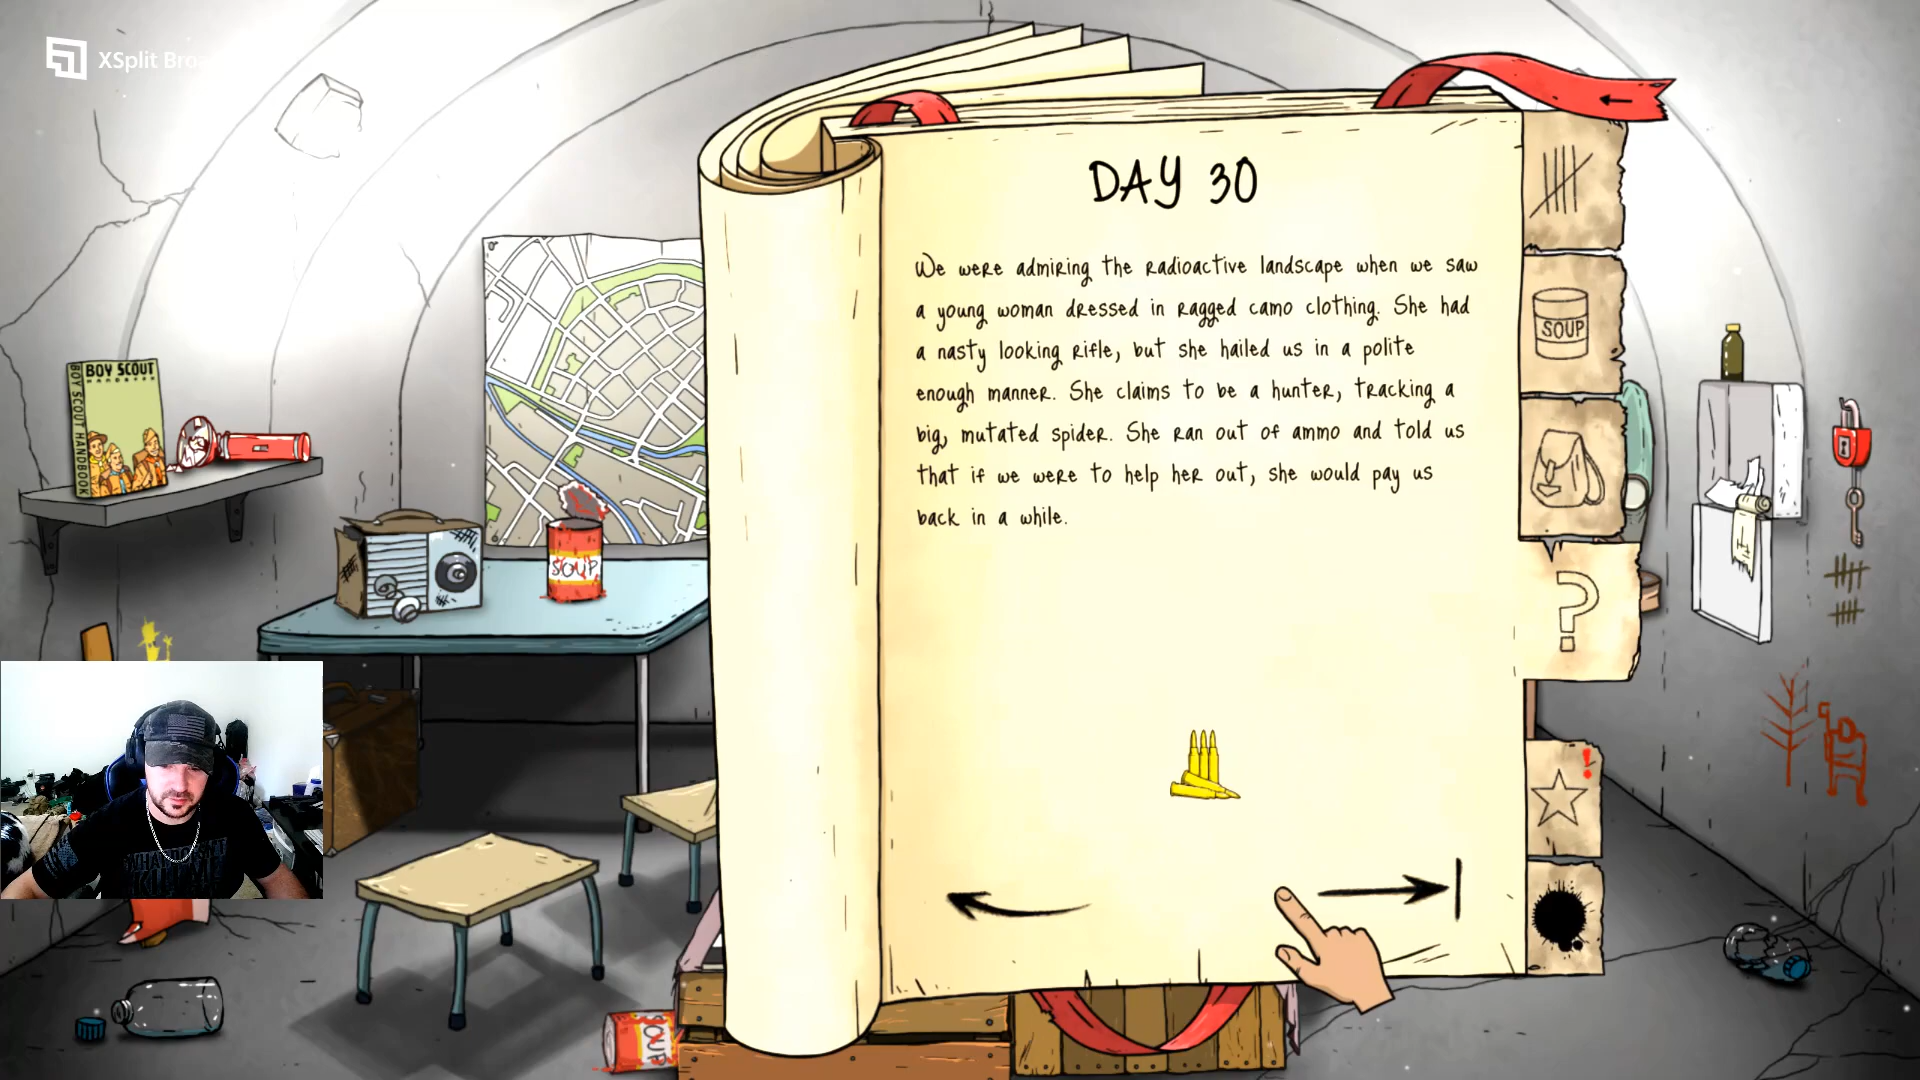 XSplit Broa
DAY 30
We were admiring the radioactive landscape when we saw
a young woman dressed in ragged camo clothing. She had
a nasty looking rifle, but she hailed us in a polite
enough manner. She claims to be a hunter, tracking a
big, mutated spider. She ran out of ammo and told us
that if we were to help her out, she would pay us
back in a while.
SOUP
?
!
BOY SCOUT
HANDBOOK
BOY SCOUT HANDBOOK
SOUP
SOUP